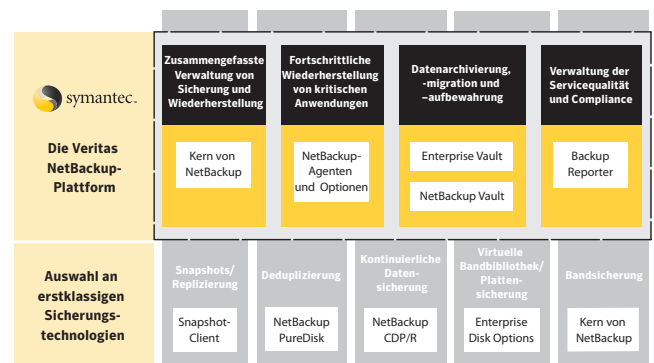 Zusammengefasste
Verwaltung von
Sicherung und
Wiederherstellung
Fortschrittliche
Wiederherstellung
von kritischen
Anwendungen
Datenarchivierung,
-migration und
–aufbewahrung
Verwaltung der
Servicequalität
und Compliance
symantec.
Die Veritas
NetBackup-
Plattform
Kern von
NetBackup
NetBackup-
Agenten
und Optionen
Enterprise Vault
NetBackup Vault
Backup
Reporter
Auswahl an
erstklassigen
Sicherungs-
technologien
Snapshots/
Replizierung
Deduplizierung
Kontinuierliche
Daten-
sicherung
Virtuelle
Bandbibliothek/
Platten-
sicherung
Bandsicherung
Snapshot-
Client
NetBackup
PureDisk
NetBackup
CDP/R
Enterprise
Disk Options
Kern von
NetBackup